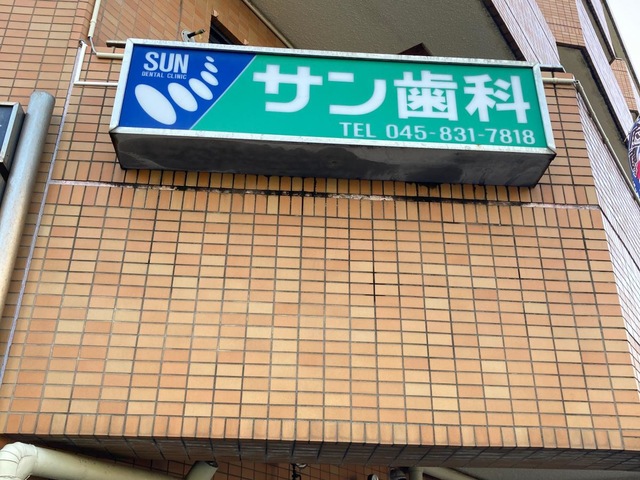 SUN
DENTAL CLINIC
サン歯科
TEL 045-831-7818